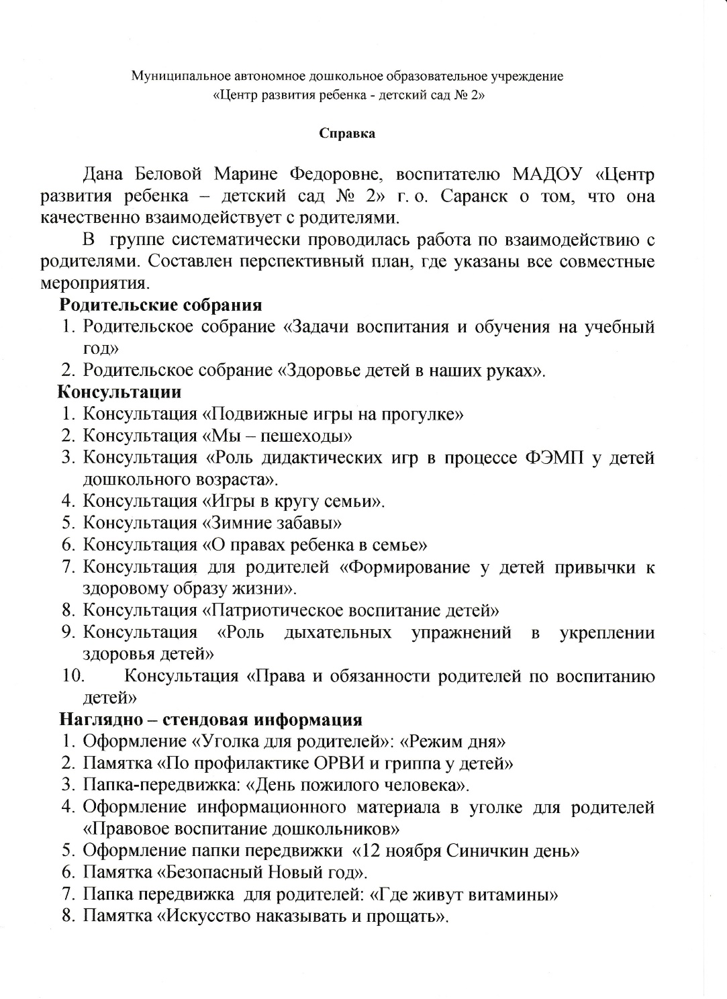 Муниципальное автономное дошкольное образовательное учреждение
«Центр развития ребенка - детский сад № 2»
Справка
Дана Беловой Марине Федоровне, воспитателю МАДОУ «Центр
развития ребенка – детский сад № 2» г. о. Саранск о том, что она
качественно взаимодействует с родителями.
В группе систематически проводилась работа по взаимодействию с
родителями. Составлен перспективный план, где указаны все совместные
мероприятия.
Родительские собрания
1. Родительское собрание «Задачи воспитания и обучения на учебный
год»
2. Родительское собрание «Здоровье детей в наших руках».
Консультации
1. Консультация «Подвижные игры на прогулке»
2. Консультация «Мы – пешеходы»
3. Консультация «Роль дидактических игр в процессе ФЭМП у детей
дошкольного возраста».
4. Консультация «Игры в кругу семьи».
5. Консультация «Зимние забавы»
6. Консультация «О правах ребенка в семье»
7. Консультация для родителей «Формирование у детей привычки к
здоровому образу жизни».
8. Консультация «Патриотическое воспитание детей»
9. Консультация «Роль дыхательных упражнений в укреплении
здоровья детей»
10. Консультация «Права и обязанности родителей по воспитанию
детей»
Наглядно – стендовая информация
1. Оформление «Уголка для родителей»: «Режим дня»
2. Памятка «По профилактике ОРВИ и гриппа у детей»
3. Папка-передвижка: «День пожилого человека».
4. Оформление информационного материала в уголке для родителей
«Правовое воспитание дошкольников»
5. Оформление папки передвижки «12 ноября Синичкин день»
6. Памятка «Безопасный Новый год».
7. Папка передвижка для родителей: «Где живут витамины»
8. Памятка «Искусство наказывать и прощать».